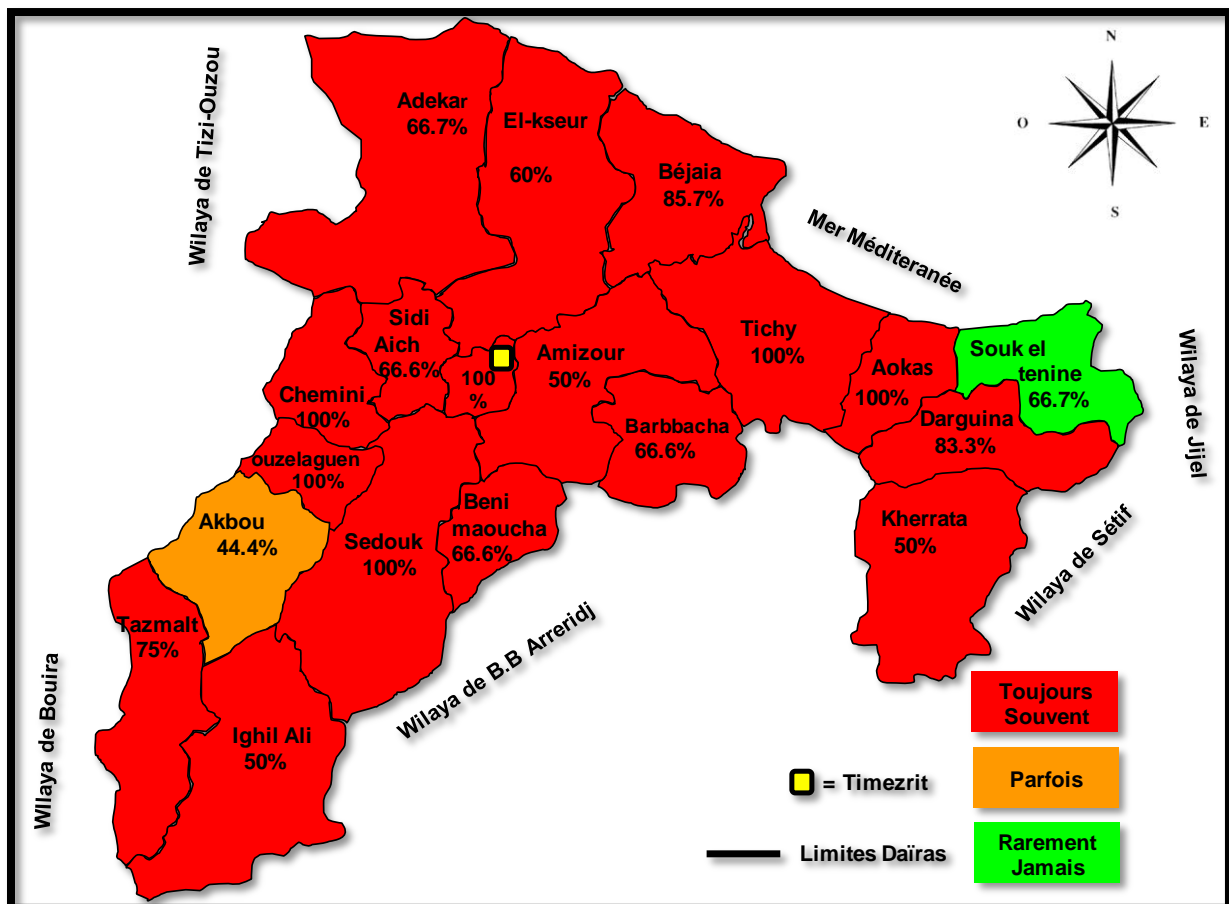 N
O
E
S
Wilaya de Tizi-Ouzou
Adekar
66.7%
El-kseur
60%
Béjaia
85.7%
Mer Méditeranée
Sidi
Aich
66.6%
Chemini
100%
100
%
Amizour
50%
Tichy
100%
Aokas
100%
Souk el
tenine
66.7%
Wilaya de Jijel
Darguina
83.3%
Barbbacha
66.6%
ouzelaguen
100%
Akbou
44.4%
Sedouk
100%
Beni
maoucha
66.6%
Kherrata
50%
Wilaya de Sétif
Tazmalt
75%
Wilaya de B.B Arreridj
WIlaya de Bouira
Ighil Ali
50%
Toujours
Souvent
= Timezrit
Parfois
Limites Daïras
Rarement
Jamais